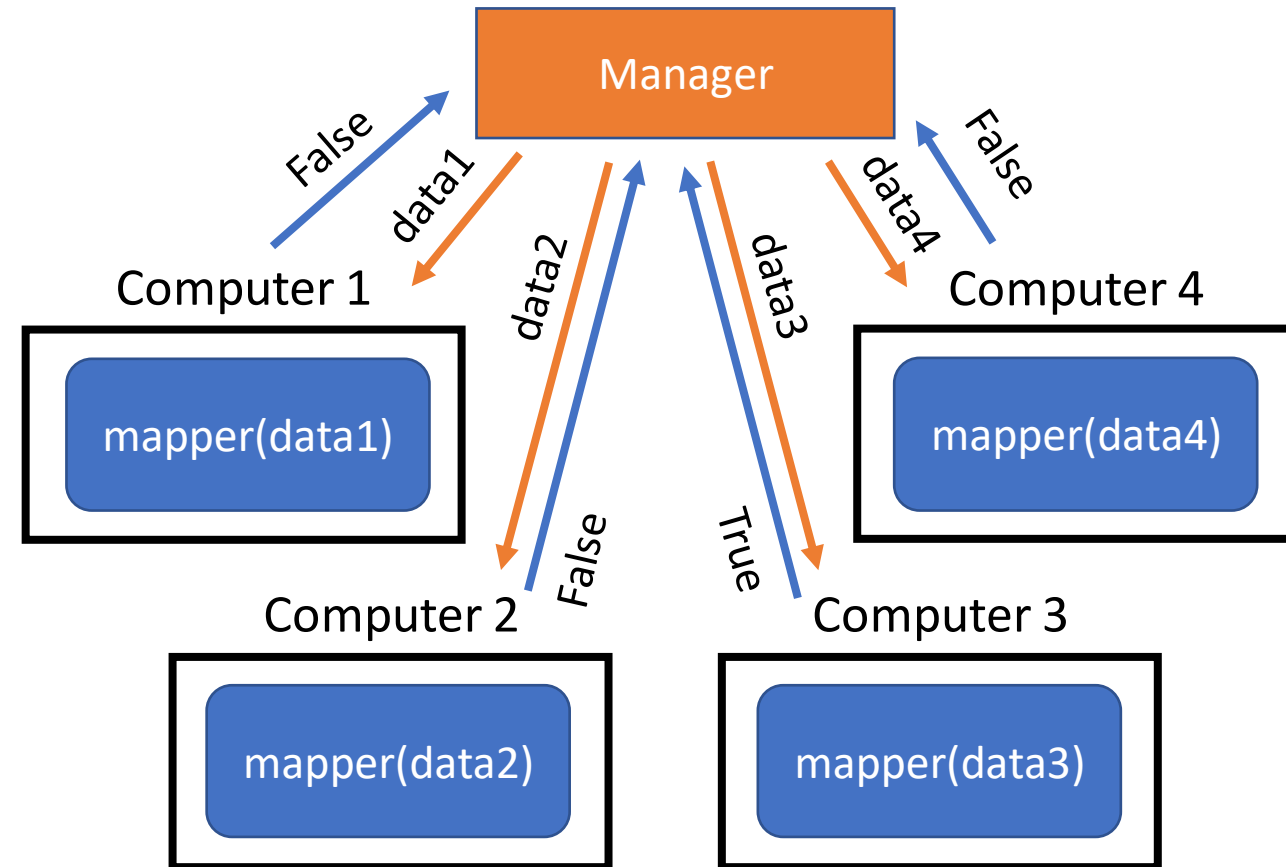 Manager
False
data1
data2
False
True
data3
data4
False
Computer 1
mapper(data1)
Computer 4
mapper(data4)
Computer 2
mapper(data2)
Computer 3
mapper(data3)